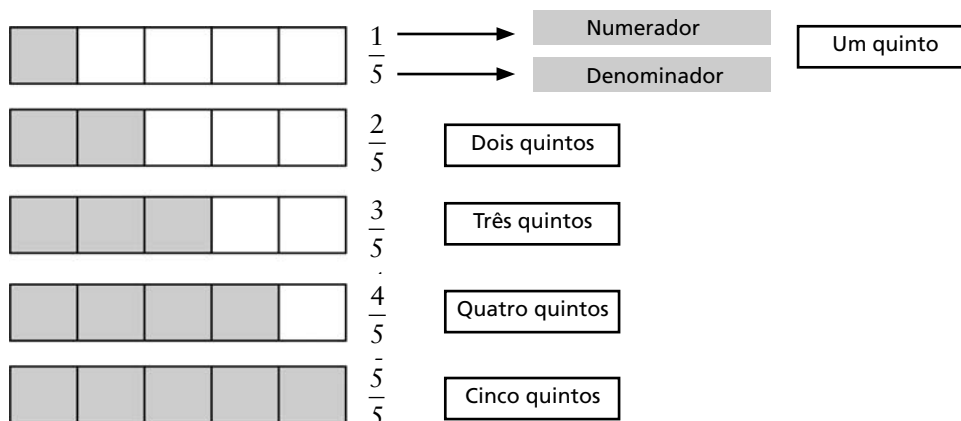 1 Numerador
5 Denominador
Um quinto
2
5
Dois quintos
3
5
Três quintos
4
5
Quatro quintos
5
5
Cinco quintos